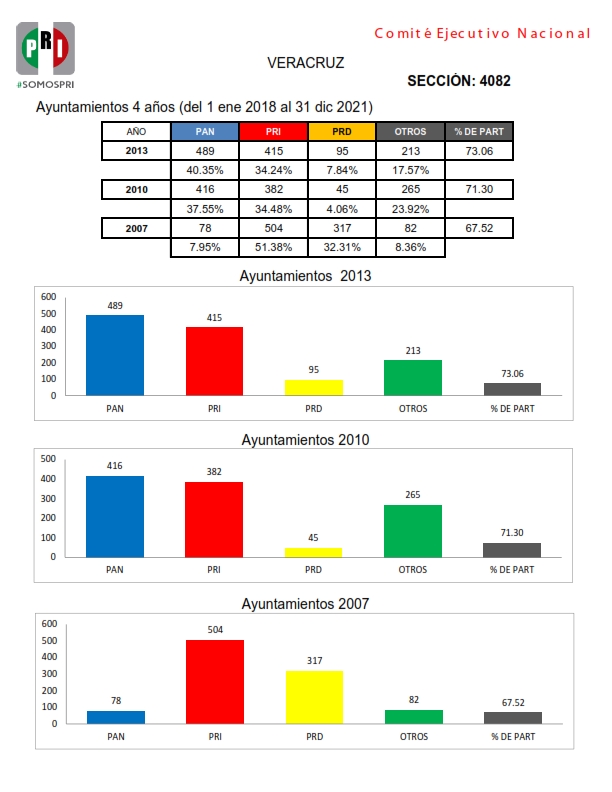 Comité Ejecutivo Nacional
PRI
#SOMOSPRI
VERACRUZ
SECCIÓN: 4082
Ayuntamientos 4 años (del 1 ene 2018 al 31 dic 2021)
AÑO PAN PRI PRD OTROS % DE PART
2013 489 415 95 213 73.06
40.35% 34.24% 7.84% 17.57%
2010 416 382 45 265 71.30
37.55% 34.48% 4.06% 23.92%
2007 78 504 317 82 67.52
7.95% 51.38% 32.31% 8.36%
Ayuntamientos 2013
600
500
400
300
200
100
0
489 415 95 213 73.06
PAN PRI PRD OTROS % DE PART
Ayuntamientos 2010
500
400
300
200
100
0
416 382 45 265 71.30
PAN PRI PRD OTROS % DE PART
Ayuntamientos 2007
600
500
400
300
200
100
0
78 504 317 82 67.52
PAN PRI PRD OTROS % DE PART